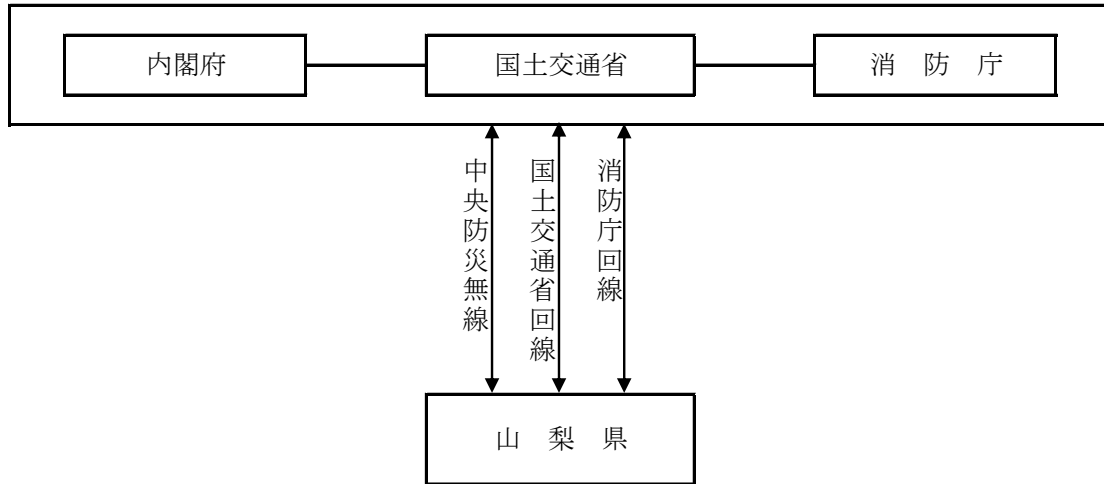 内閣府
国土交通省
消　防　庁
中央防災無線
国土交通省回線
消防庁回線
山　梨　県